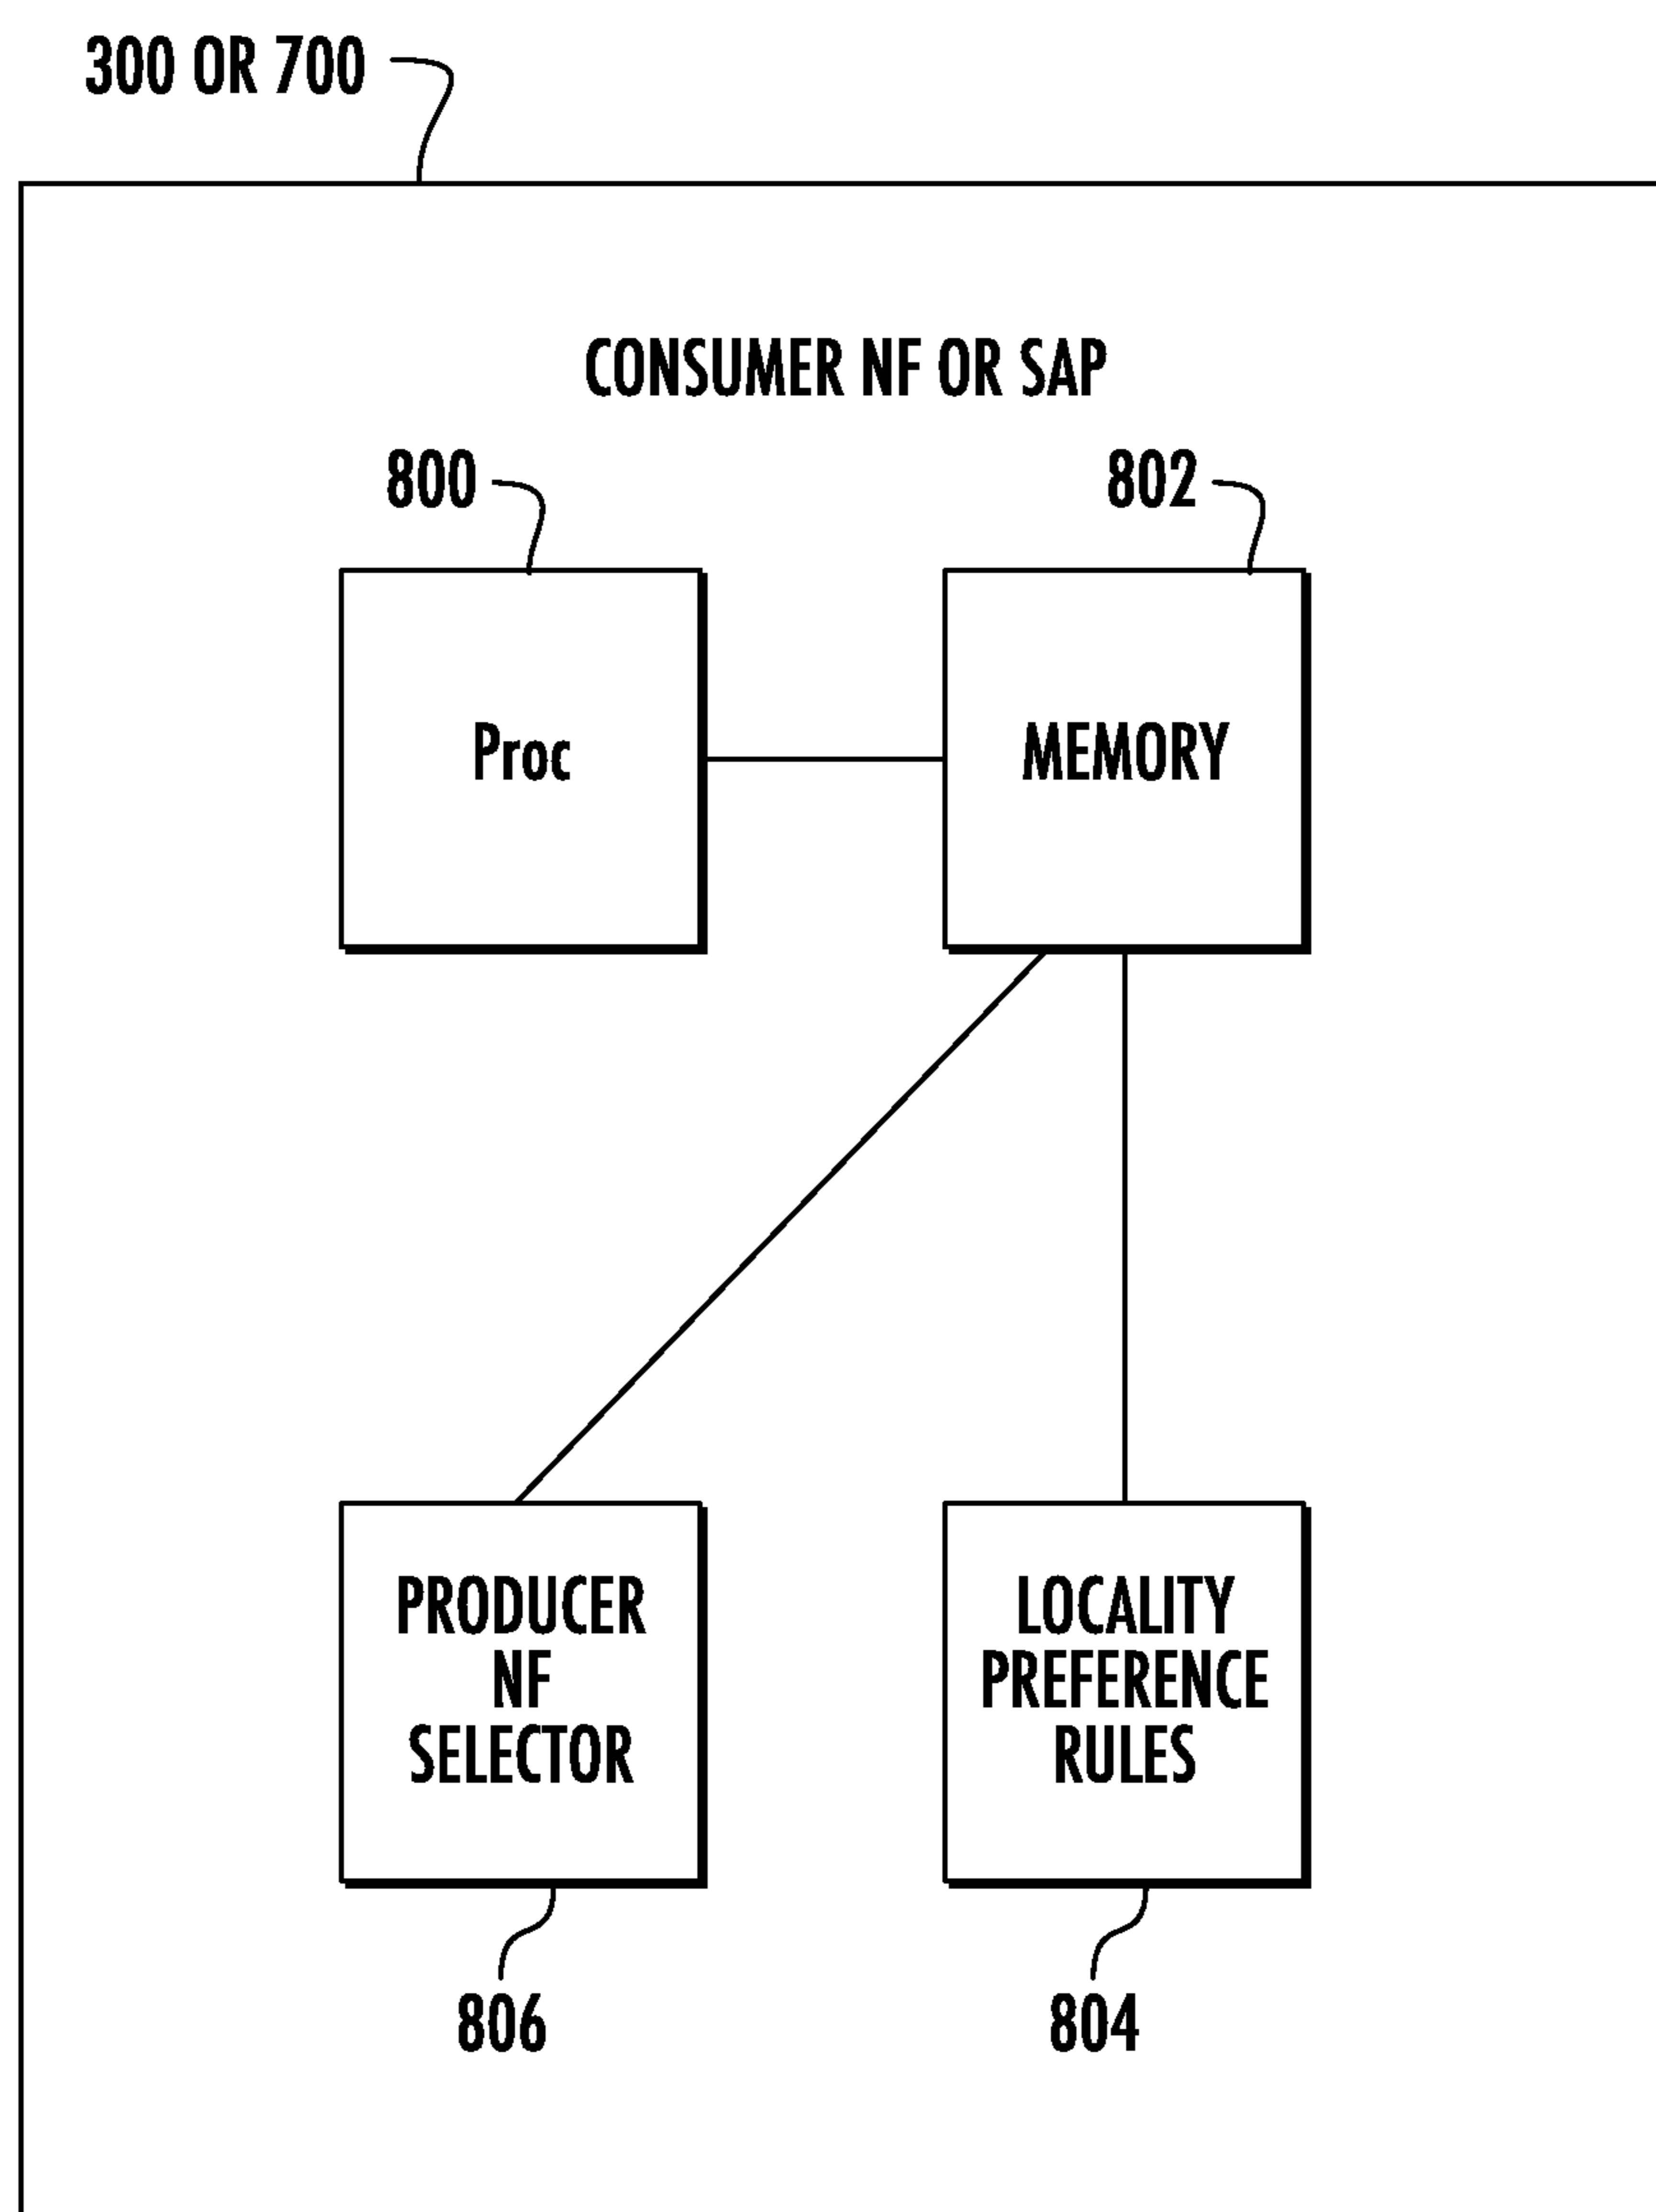 300 OR 700
CONSUMER NF OR SAP
800
802
Proc
MEMORY
PRODUCER
NF
SELECTOR
LOCALITY
PREFERENCE
RULES
806
804